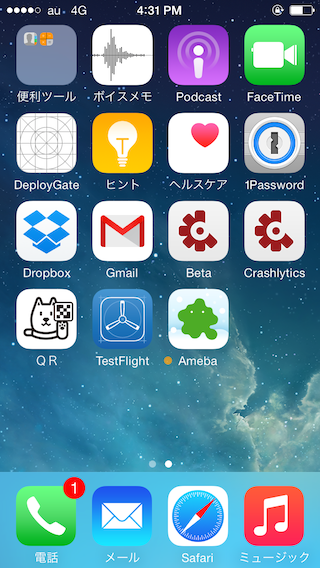 au 4G 4:31 PM
便利ツール ボイスメモ Podcast FaceTime
DeployGate ヒント ヘルスケア 1Password
Dropbox Gmail Beta Crashlytics
ＱＲ TestFlight Ameba
1
電話 メール Safari ミュージック